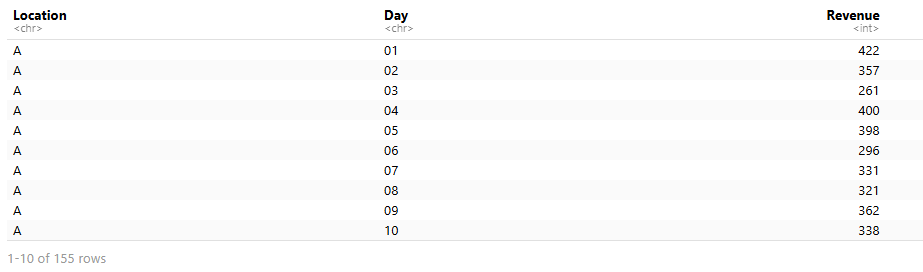 Location Day Revenue
<chr> <chr> <int>
A 01 422
A 02 357
A 03 261
A 04 400
A 05 398
A 06 296
A 07 331
A 08 321
A 09 362
A 10 338
1-10 of 155 rows